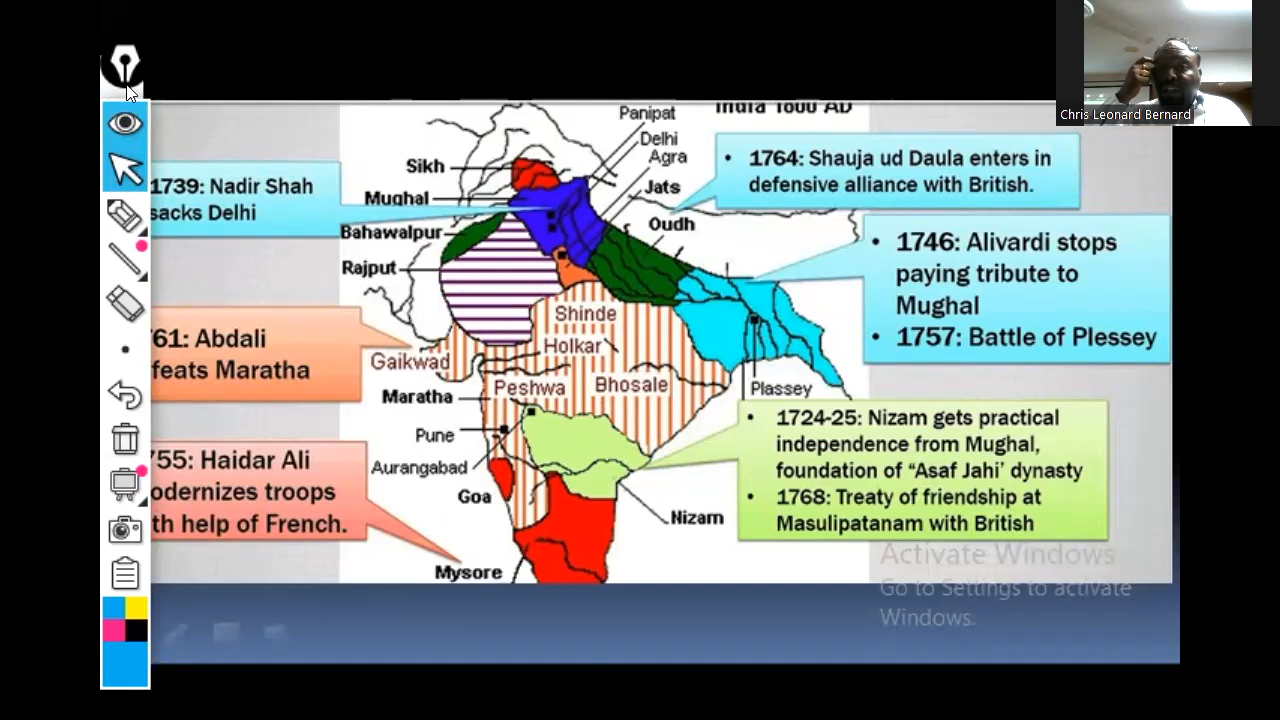 Chris Leonard Bernard
India 1800 AD
Panipat
Delhi
Agra
Sikh
Jats
Mughal
Oudh
Bahawalpur
Rajput
Shinde
Holkar
Gaikwad
Peshwa
Bhosale
Maratha
Plassey
Pune
Aurangabad
Goa
Nizam
Mysore
1739: Nadir Shah
sacks Delhi
61: Abdali
feats Maratha
755: Haidar Ali
odernizes troops
th help of French.
• 1764: Shauja ud Daula enters in
defensive alliance with British.
• 1746: Alivardi stops
paying tribute to
Mughal
• 1757: Battle of Plessey
• 1724-25: Nizam gets practical
independence from Mughal,
foundation of “Asaf Jahi’ dynasty
• 1768: Treaty of friendship at
Masulipatanam with British
Activate Windows
Go to Settings to activate
Windows.